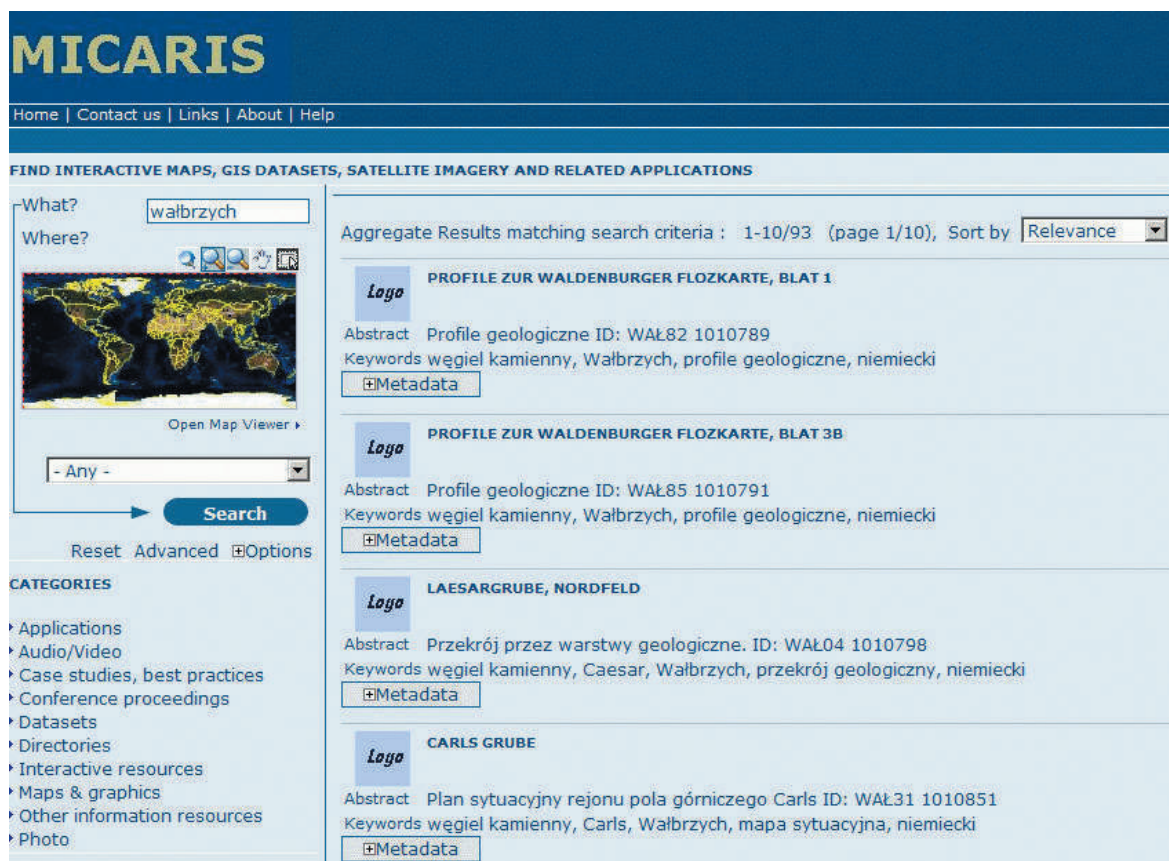 MICARIS
Home | Contact us | Links | About | Help
FIND INTERACTIVE MAPS, GIS DATASETS, SATELLITE IMAGERY AND RELATED APPLICATIONS
What?
wałbrzych
Where?
Open Map Viewer
- Any -
Search
Reset Advanced Options
CATEGORIES
Applications
Audio/Video
Case studies, best practices
Conference proceedings
Datasets
Directories
Interactive resources
Maps & graphics
Other information resources
Photo
Aggregate Results matching search criteria : 1-10/93 (page 1/10), Sort by Relevance
Logo
PROFILE ZUR WALDENBURGER FLOZKARTE, BLAT 1
Abstract Profile geologiczne ID: WAŁ82 1010789
Keywords węgiel kamienny, Wałbrzych, profile geologiczne, niemiecki
Metadata
Logo
PROFILE ZUR WALDENBURGER FLOZKARTE, BLAT 3B
Abstract Profile geologiczne ID: WAŁ85 1010791
Keywords węgiel kamienny, Wałbrzych, profile geologiczne, niemiecki
Metadata
Logo
LAESARGRUBE, NORDFELD
Abstract Przekrój przez warstwy geologiczne. ID: WAŁ04 1010798
Keywords węgiel kamienny, Caesar, Wałbrzych, przekrój geologiczny, niemiecki
Metadata
Logo
CARLS GRUBE
Abstract Plan sytuacyjny rejonu pola górniczego Carls ID: WAŁ31 1010851
Keywords węgiel kamienny, Carls, Wałbrzych, mapa sytuacyjna, niemiecki
Metadata